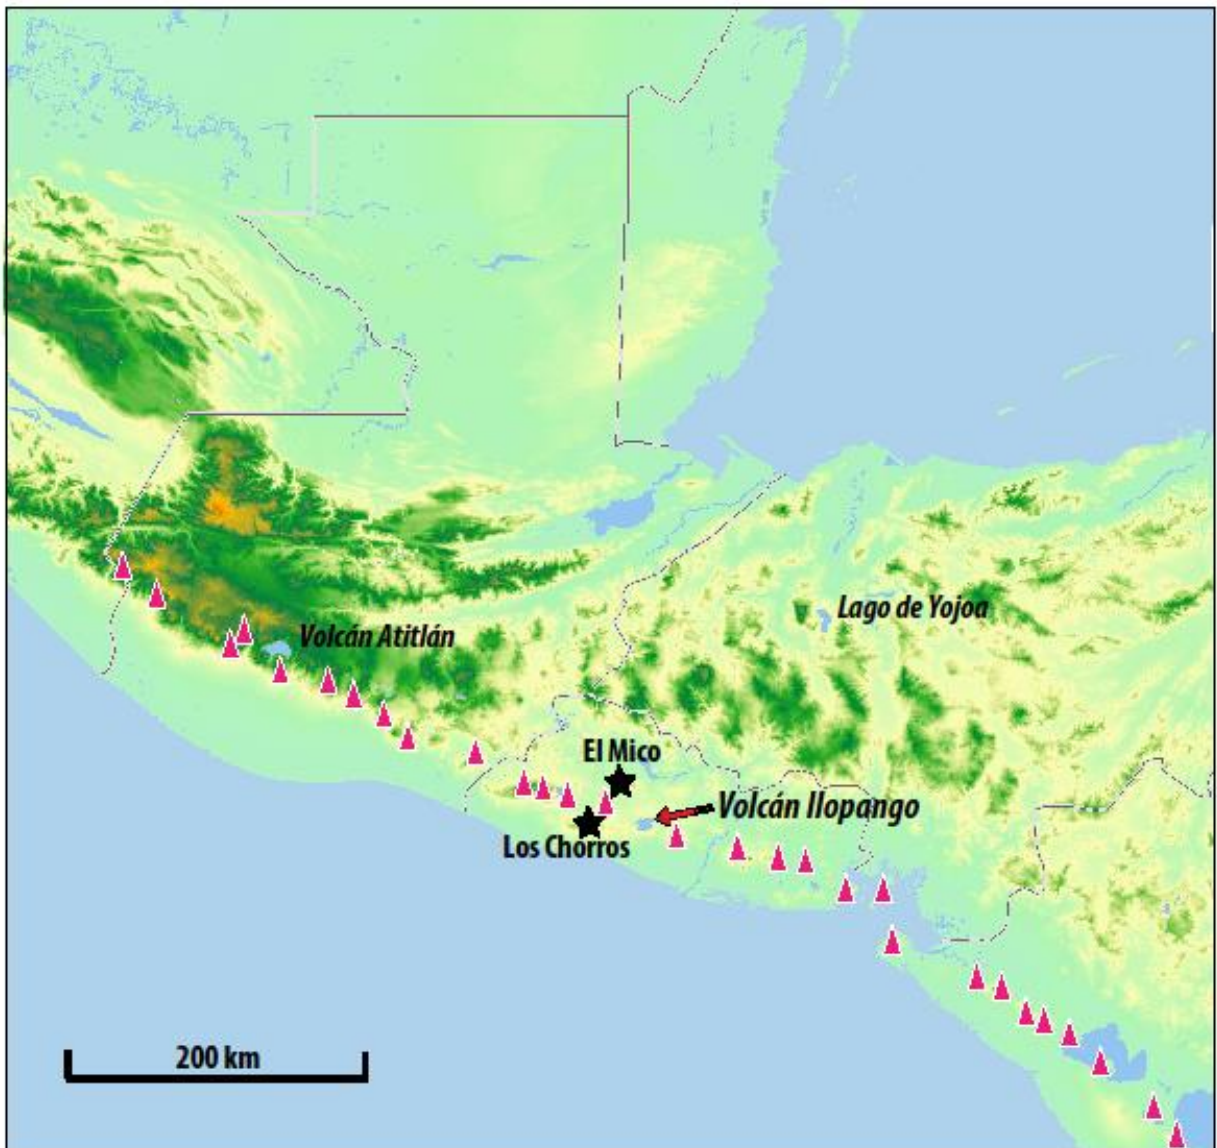 Lago de Yojoa
Volcán Atitlán
El Mico
Volcán Ilopango
Los Chorros
200 km